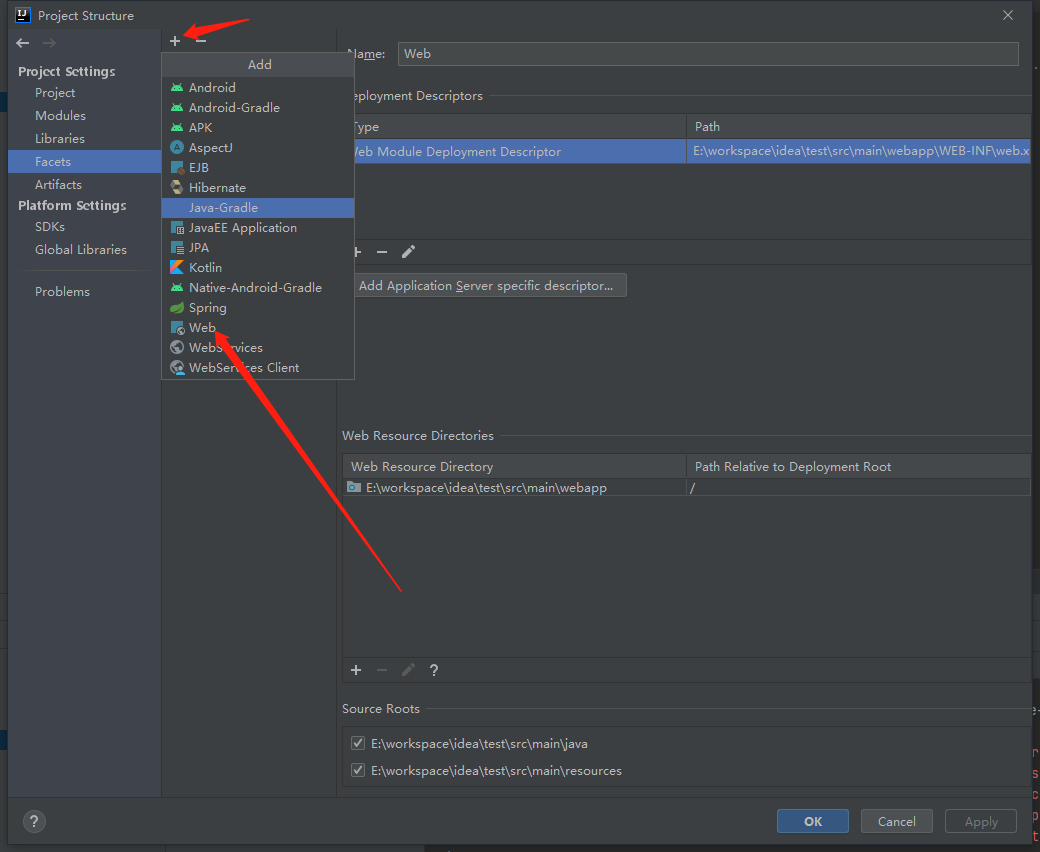 Project Structure
Project Settings
Project
Modules
Libraries
Facets
Artifacts
Platform Settings
SDKs
Global Libraries
Problems
Add
Android
Android-Gradle
APK
AspectJ
EJB
Hibernate
Java-Gradle
JavaEE Application
JPA
Kotlin
Native-Android-Gradle
Spring
Web
WebServices
WebServices Client
Name: Web
eployment Descriptors
Type Path
eb Module Deployment Descriptor E:\workspace\idea\test\src\main\webapp\WEB-INF\web.x
Add Application Server specific descriptor...
Web Resource Directories
Web Resource Directory Path Relative to Deployment Root
E:\workspace\idea\test\src\main\webapp /
?
Source Roots
E:\workspace\idea\test\src\main\java
E:\workspace\idea\test\src\main\resources
? OK Cancel Apply